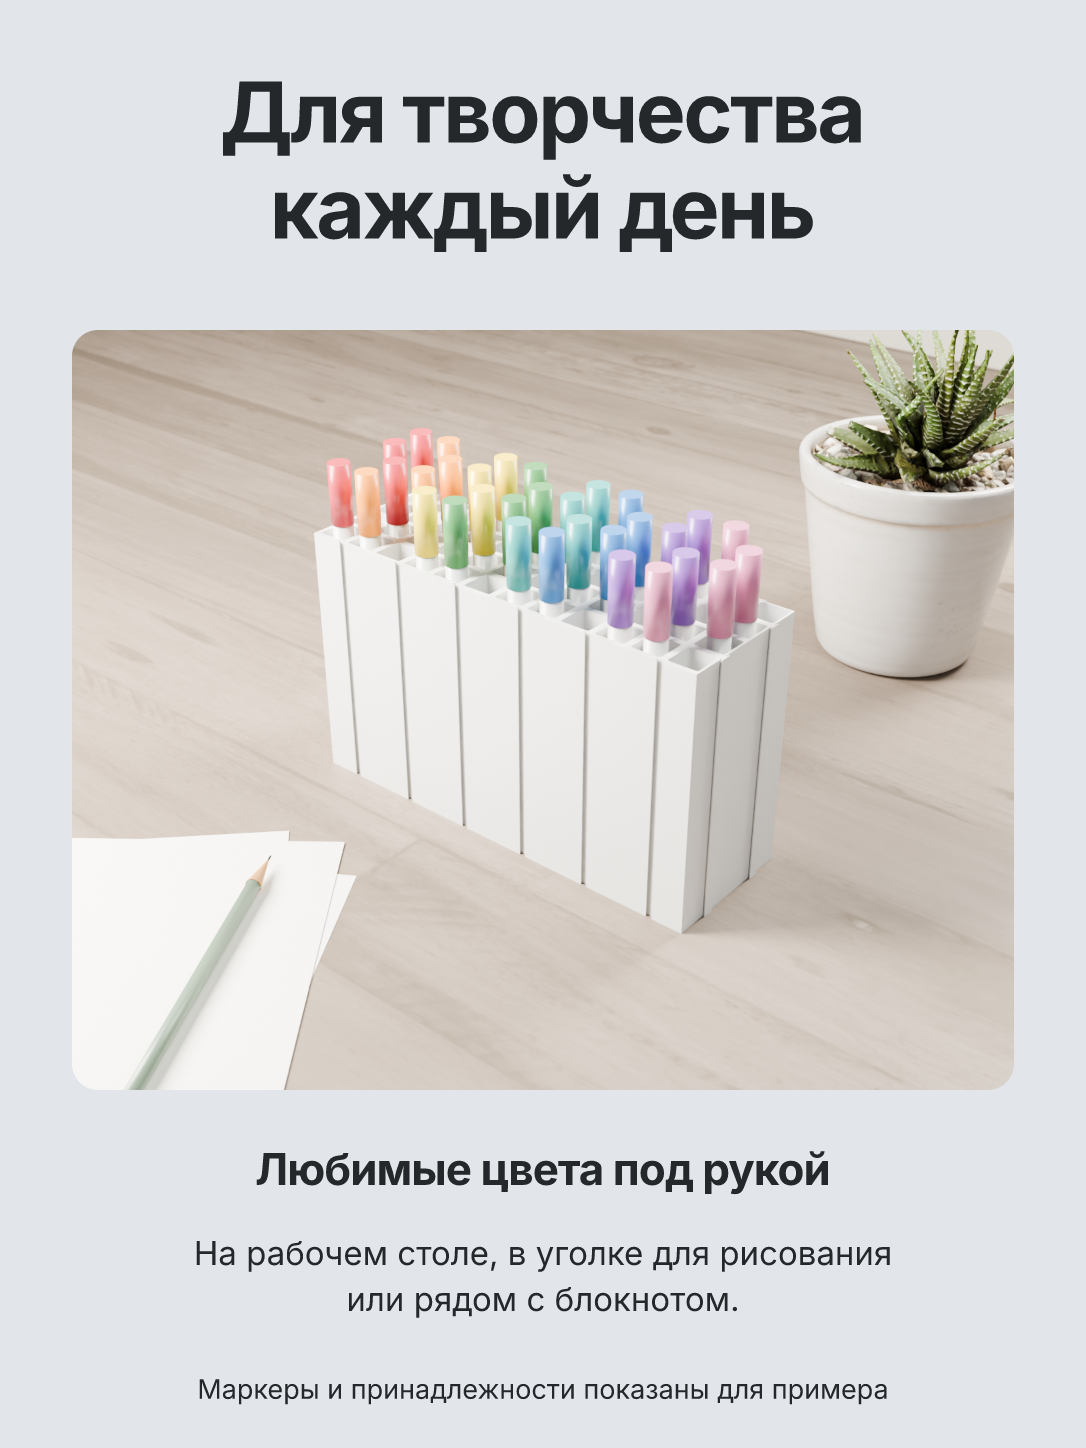 Для творчества
каждый день
Любимые цвета под рукой
На рабочем столе, в уголке для рисования
или рядом с блокнотом.
Маркеры и принадлежности показаны для примера